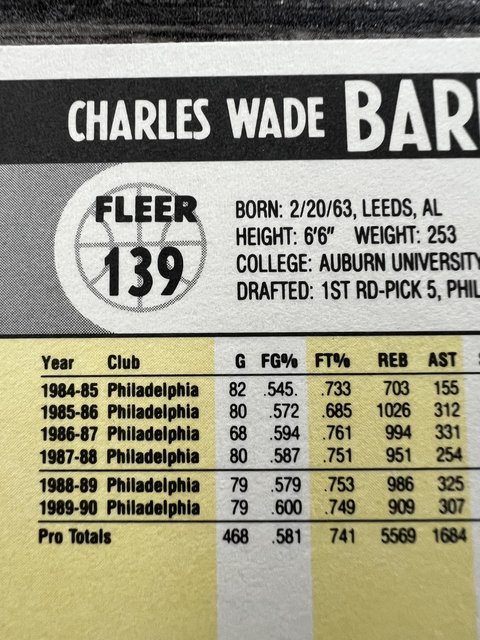 CHARLES WADE BAR
FLEER
139
BORN: 2/20/63, LEEDS, AL
HEIGHT: 6'6" WEIGHT: 253
COLLEGE: AUBURN UNIVERSITY
DRAFTED: 1ST RD-PICK 5, PHIL
Year Club G FG% FT% REB AST
1984-85 Philadelphia 82 .545. .733 703 155
1985-86 Philadelphia 80 .572 .685 1026 312
1986-87 Philadelphia 68 .594 .761 994 331
1987-88 Philadelphia 80 .587 .751 951 254
1988-89 Philadelphia 79 .579 .753 986 325
1989-90 Philadelphia 79 .600 .749 909 307
Pro Totals 468 .581 741 5569 1684